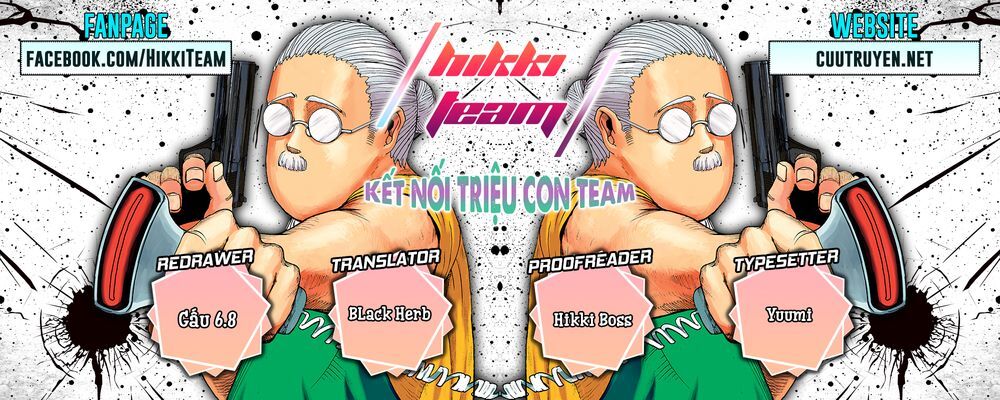 FANPAGE
FACEBOOK.COM/HIKKITEAM
hikki
team
KẾT NỐI TRIỆU CON TEAM
WEBSITE
CUUTRUYEN.NET
REDRAWER
Gấu 6.8
TRANSLATOR
Black Herb
PROOFREADER
Hikki Boss
TYPESETTER
Yuumi